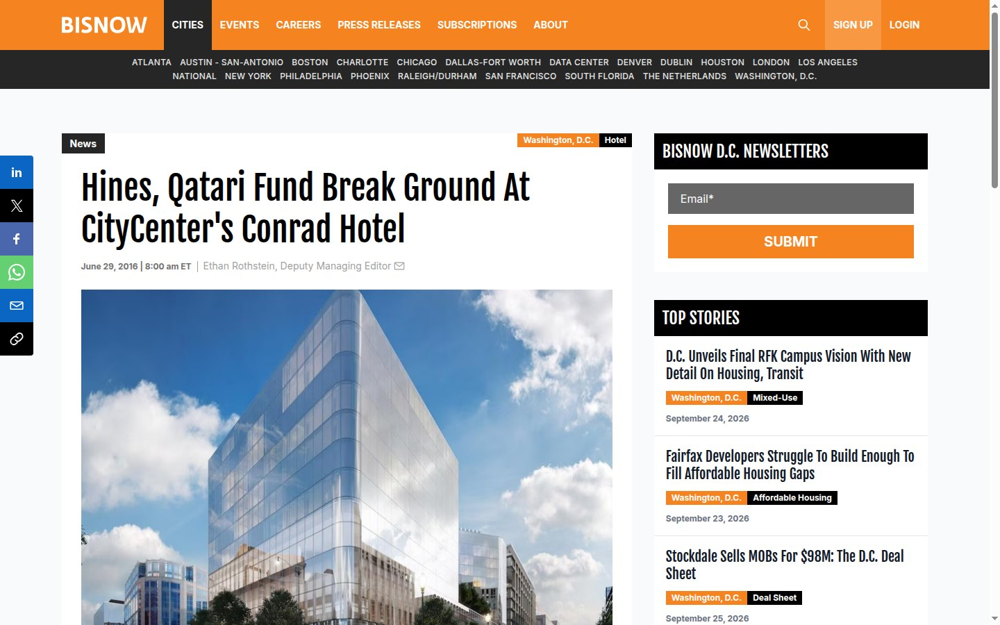 BISNOW
CITIES
EVENTS
CAREERS
PRESS RELEASES
SUBSCRIPTIONS
ABOUT
SIGN UP
LOGIN
ATLANTA AUSTIN - SAN-ANTONIO BOSTON CHARLOTTE CHICAGO DALLAS-FORT WORTH DATA CENTER DENVER DUBLIN HOUSTON LONDON LOS ANGELES
NATIONAL NEW YORK PHILADELPHIA PHOENIX RALEIGH/DURHAM SAN FRANCISCO SOUTH FLORIDA THE NETHERLANDS WASHINGTON, D.C.
News
Washington, D.C. Hotel
Hines, Qatari Fund Break Ground At
CityCenter's Conrad Hotel
June 29, 2016 | 8:00 am ET
Ethan Rothstein, Deputy Managing Editor
BISNOW D.C. NEWSLETTERS
Email*
SUBMIT
TOP STORIES
D.C. Unveils Final RFK Campus Vision With New
Detail On Housing, Transit
Washington, D.C. Mixed-Use
September 24, 2026
Fairfax Developers Struggle To Build Enough To
Fill Affordable Housing Gaps
Washington, D.C. Affordable Housing
September 23, 2026
Stockdale Sells MOBs For $98M: The D.C. Deal
Sheet
Washington, D.C. Deal Sheet
September 25, 2026